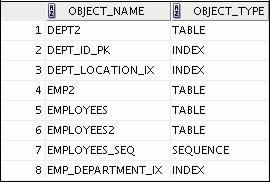 OBJECT_NAME OBJECT_TYPE
1 DEPT2 TABLE
2 DEPT_ID_PK INDEX
3 DEPT_LOCATION_IX INDEX
4 EMP2 TABLE
5 EMPLOYEES TABLE
6 EMPLOYEES2 TABLE
7 EMPLOYEES_SEQ SEQUENCE
8 EMP_DEPARTMENT_IX INDEX